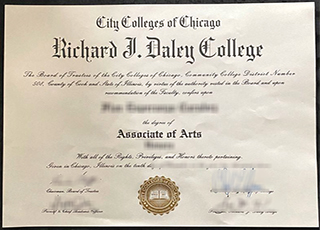 City Colleges of Chicago
Richard J. Daley College
The Board of Trustees of the City Colleges of Chicago, Community College District Number
508, County of Cook and State of Illinois, by virtue of the authority vested in the Board and upon
recommendation of the Faculty, confers upon
the degree of
Associate of Arts
With all of the Rights, Privileges, and Honors thereto pertaining.
Given in Chicago, Illinois on the tenth
Chairman, Board of Trustees